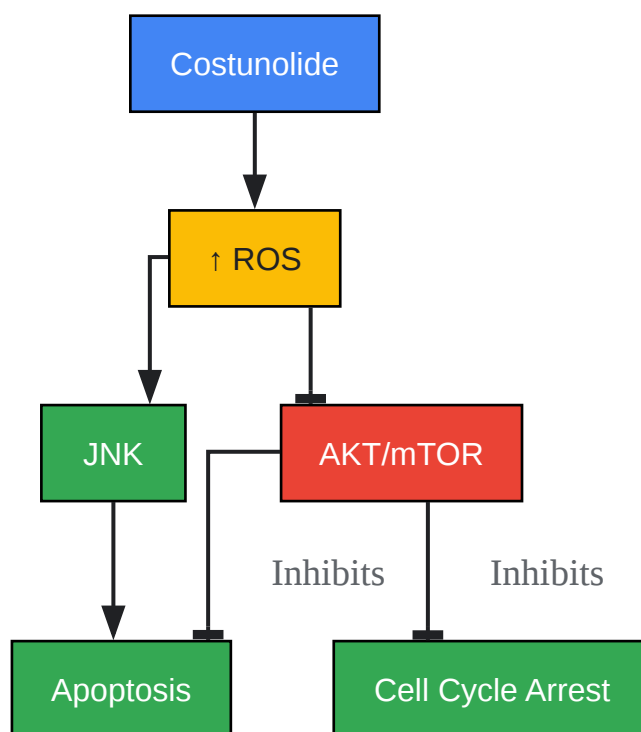 Costunolide
↑ ROS
JNK
AKT/mTOR
Inhibits
Inhibits
Apoptosis
Cell Cycle Arrest